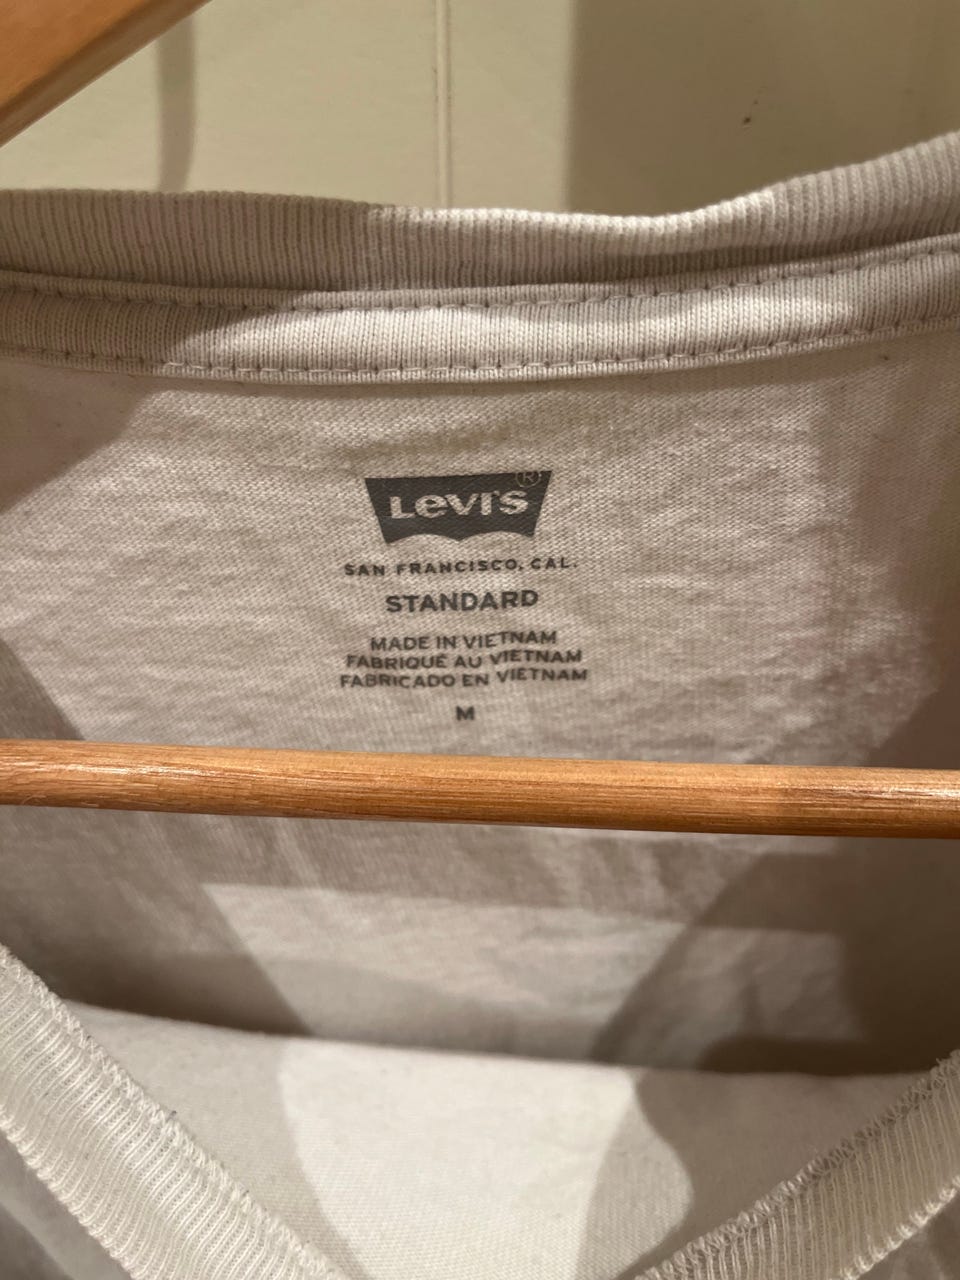 Levi's®
SAN FRANCISCO, CAL.
STANDARD
MADE IN VIETNAM
FABRIQUÉ AU VIETNAM
FABRICADO EN VIETNAM
M